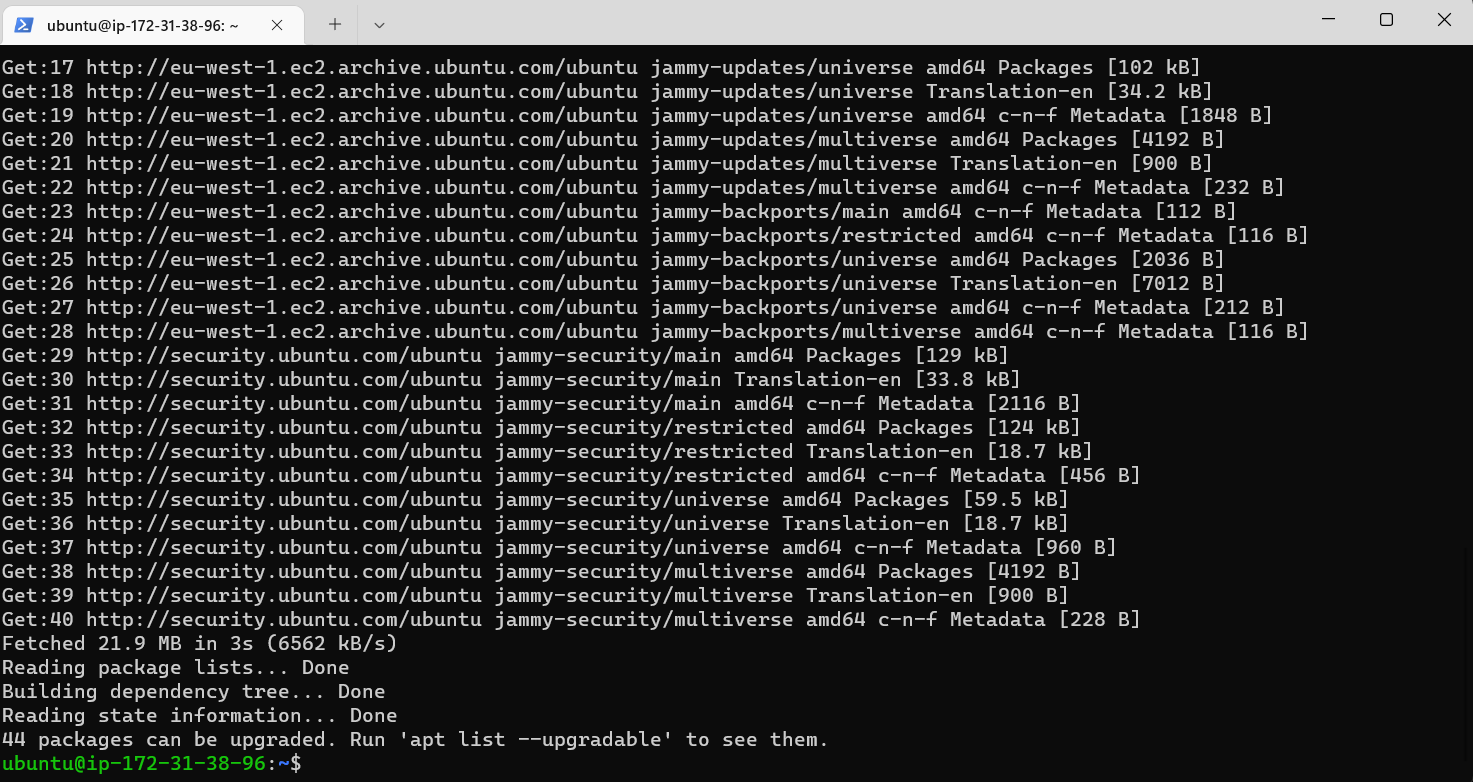 ubuntu@ip-172-31-38-96: ~
Get:17 http://eu-west-1.ec2.archive.ubuntu.com/ubuntu jammy-updates/universe amd64 Packages [102 kB]
Get:18 http://eu-west-1.ec2.archive.ubuntu.com/ubuntu jammy-updates/universe Translation-en [34.2 kB]
Get:19 http://eu-west-1.ec2.archive.ubuntu.com/ubuntu jammy-updates/universe amd64 c-n-f Metadata [1848 B]
Get:20 http://eu-west-1.ec2.archive.ubuntu.com/ubuntu jammy-updates/multiverse amd64 Packages [4192 B]
Get:21 http://eu-west-1.ec2.archive.ubuntu.com/ubuntu jammy-updates/multiverse Translation-en [900 B]
Get:22 http://eu-west-1.ec2.archive.ubuntu.com/ubuntu jammy-updates/multiverse amd64 c-n-f Metadata [232 B]
Get:23 http://eu-west-1.ec2.archive.ubuntu.com/ubuntu jammy-backports/main amd64 c-n-f Metadata [112 B]
Get:24 http://eu-west-1.ec2.archive.ubuntu.com/ubuntu jammy-backports/restricted amd64 c-n-f Metadata [116 B]
Get:25 http://eu-west-1.ec2.archive.ubuntu.com/ubuntu jammy-backports/universe amd64 Packages [2036 B]
Get:26 http://eu-west-1.ec2.archive.ubuntu.com/ubuntu jammy-backports/universe Translation-en [7012 B]
Get:27 http://eu-west-1.ec2.archive.ubuntu.com/ubuntu jammy-backports/universe amd64 c-n-f Metadata [212 B]
Get:28 http://eu-west-1.ec2.archive.ubuntu.com/ubuntu jammy-backports/multiverse amd64 c-n-f Metadata [116 B]
Get:29 http://security.ubuntu.com/ubuntu jammy-security/main amd64 Packages [129 kB]
Get:30 http://security.ubuntu.com/ubuntu jammy-security/main Translation-en [33.8 kB]
Get:31 http://security.ubuntu.com/ubuntu jammy-security/main amd64 c-n-f Metadata [2116 B]
Get:32 http://security.ubuntu.com/ubuntu jammy-security/restricted amd64 Packages [124 kB]
Get:33 http://security.ubuntu.com/ubuntu jammy-security/restricted Translation-en [18.7 kB]
Get:34 http://security.ubuntu.com/ubuntu jammy-security/restricted amd64 c-n-f Metadata [456 B]
Get:35 http://security.ubuntu.com/ubuntu jammy-security/universe amd64 Packages [59.5 kB]
Get:36 http://security.ubuntu.com/ubuntu jammy-security/universe Translation-en [18.7 kB]
Get:37 http://security.ubuntu.com/ubuntu jammy-security/universe amd64 c-n-f Metadata [960 B]
Get:38 http://security.ubuntu.com/ubuntu jammy-security/multiverse amd64 Packages [4192 B]
Get:39 http://security.ubuntu.com/ubuntu jammy-security/multiverse Translation-en [900 B]
Get:40 http://security.ubuntu.com/ubuntu jammy-security/multiverse amd64 c-n-f Metadata [228 B]
Fetched 21.9 MB in 3s (6562 kB/s)
Reading package lists... Done
Building dependency tree... Done
Reading state information... Done
44 packages can be upgraded. Run 'apt list --upgradable' to see them.
ubuntu@ip-172-31-38-96:~$